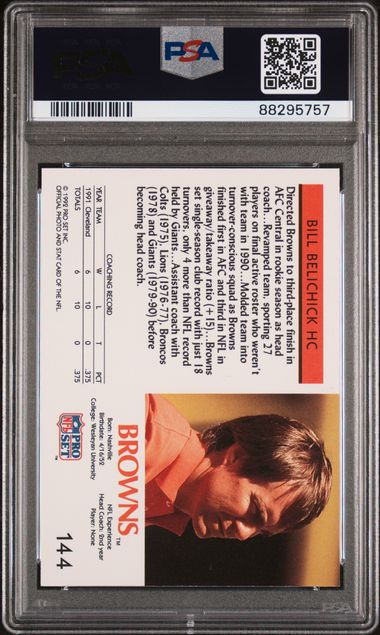 PSA
PSA
88295757
BILL BELICHICK HC
Directed Browns to third-place finish in
AFC Central in rookie season as head
coach...Revamped team, sporting 27
players on final active roster who weren't
with team in 1990...Molded team into
turnover-conscious squad as Browns
finished first in AFC and third in NFL in
giveaway/takeaway ratio (+15)...Browns
set single-season club record with just 18
turnovers, only 4 more than NFL record
held by Giants...Assistant coach with
Colts (1975), Lions (1976-77), Broncos
(1978) and Giants (1979-90) before
becoming head coach.
COACHING RECORD
YEAR TEAM W L T PCT
1991 Cleveland 6 10 0 .375
TOTALS 6 10 0 .375
© 1992 PRO SET INC.
OFFICIAL PHOTO AND STAT CARD OF THE NFL
BROWNS™
Born: Nashville
Birthdate: 4/16/52
College: Wesleyan University
NFL Experience
Head Coach: 2nd year
Player: None
NFL PRO SET™
144